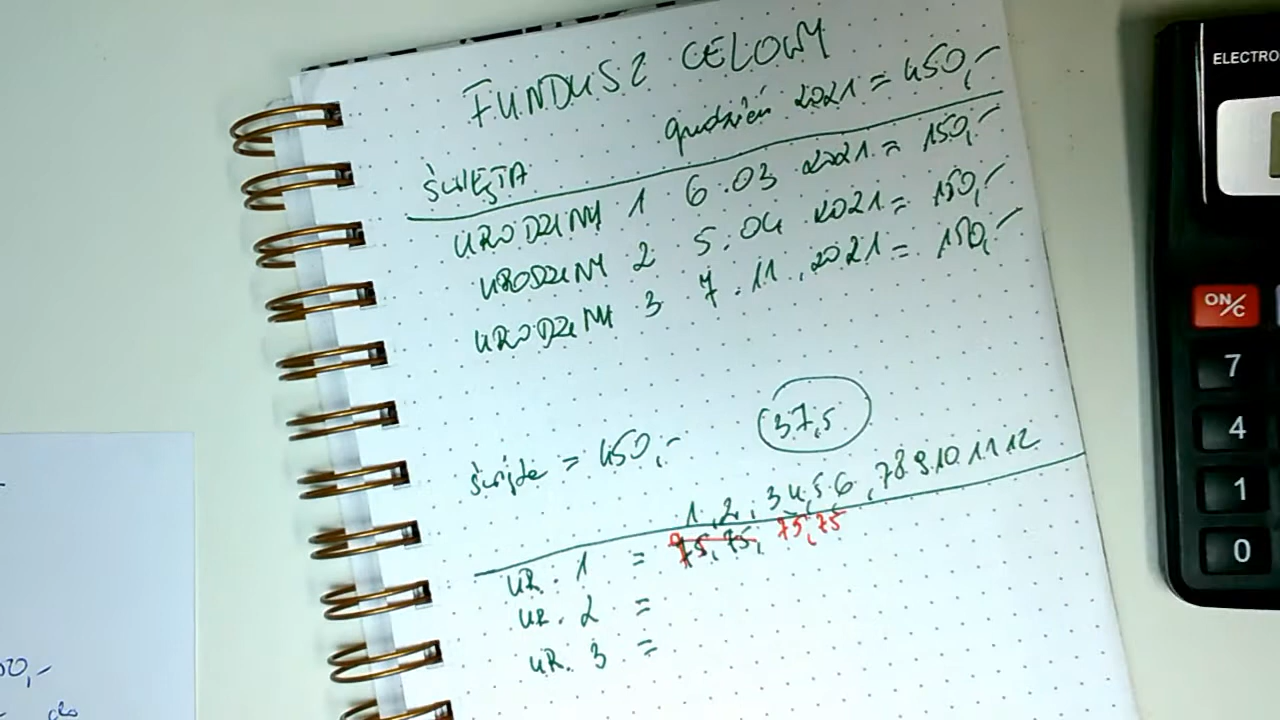 FUNDUSZ CELOWY
ŚWIĘTA grudzień 2021 = 450,-
URODZINY 1 6.03 2021 = 150,-
URODZINY 2 5.04 2021 = 150,-
URODZINY 3 7.11.2021 = 150,-
37,5
święta = 450,-
1,2,3 4,5,6,7 8 9 10 11 12
UR. 1 = 75,75, 75,75
UR. 2 =
UR. 3 =
ELECTRO
ON/C
7
4
1
0
do